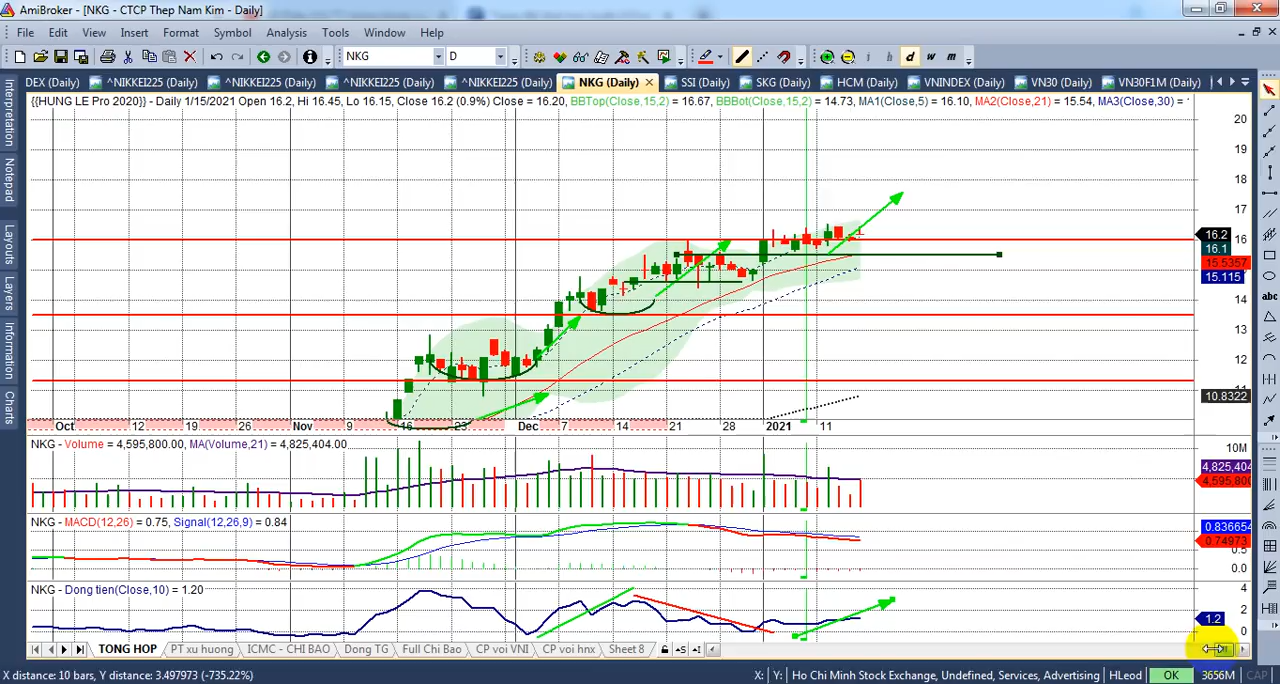 AmiBroker - [NKG - CTCP Thep Nam Kim - Daily]
File Edit View Insert Format Symbol Analysis Tools Window Help
NKG D i h d w m
DEX (Daily) ^NIKKEI225 (Daily) ^NIKKEI225 (Daily) ^NIKKEI225 (Daily) ^NIKKEI225 (Daily) NKG (Daily) SSI (Daily) SKG (Daily) HCM (Daily) VNINDEX (Daily) VN30 (Daily) VN30F1M (Daily)
{{HUNG LE Pro 2020}} - Daily 1/15/2021 Open 16.2, Hi 16.45, Lo 16.15, Close 16.2 (0.9%) Close = 16.20, BBTop(Close,15,2) = 16.67, BBBot(Close,15,2) = 14.73, MA1(Close,5) = 16.10, MA2(Close,21) = 15.54, MA3(Close,30) =
Interpretation
Notepad
Layouts
Layers
Information
Charts
20
19
18
17
16.2
16
16.1
15.5357
15.115
14
13
12
11
10.8322
abc
Oct 5 12 19 26 Nov 9 16 23 Dec 7 14 21 28 2021 11
NKG - Volume = 4,595,800.00, MA(Volume,21) = 4,825,404.00
10M
4,825,404
4,595,800
NKG - MACD(12,26) = 0.75, Signal(12,26,9) = 0.84
0.836654
0.74973
0.5
0.0
NKG - Dong tien(Close,10) = 1.20
4
2
1.2
0
TONG HOP PT xu huong ICMC - CHI BAO Dong TG Full Chi Bao CP voi VNI CP voi hnx Sheet 8
X distance: 10 bars, Y distance: 3.497973 (-735.22%) X: Y: Ho Chi Minh Stock Exchange, Undefined, Services, Advertising HLeod OK 3656M CAP